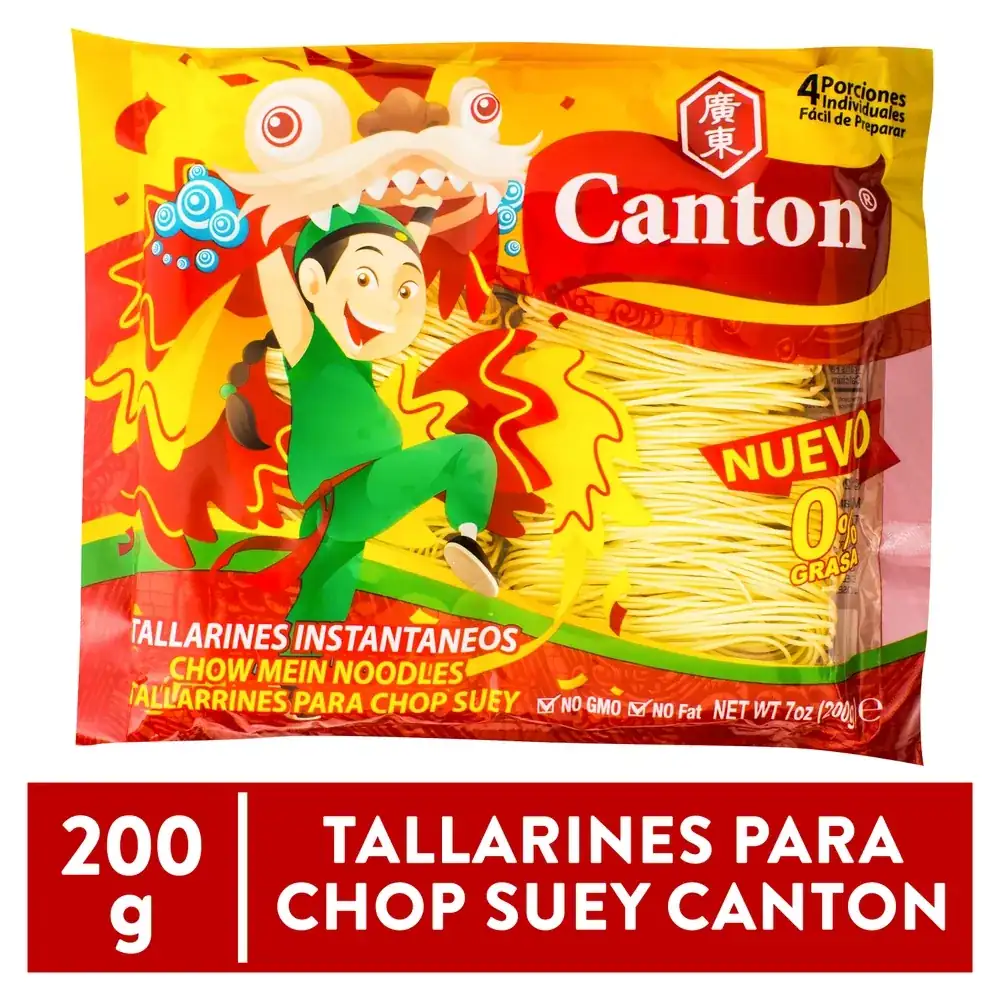 廣
東
4 Porciones
Individuales
Fácil de Preparar
Canton®
NUEVO
0%
GRASA
TALLARINES INSTANTANEOS
CHOW MEIN NOODLES
TALLARRINES PARA CHOP SUEY
NO GMO NO Fat NET WT 7oz (200g) e
200
g
TALLARINES PARA
CHOP SUEY CANTON